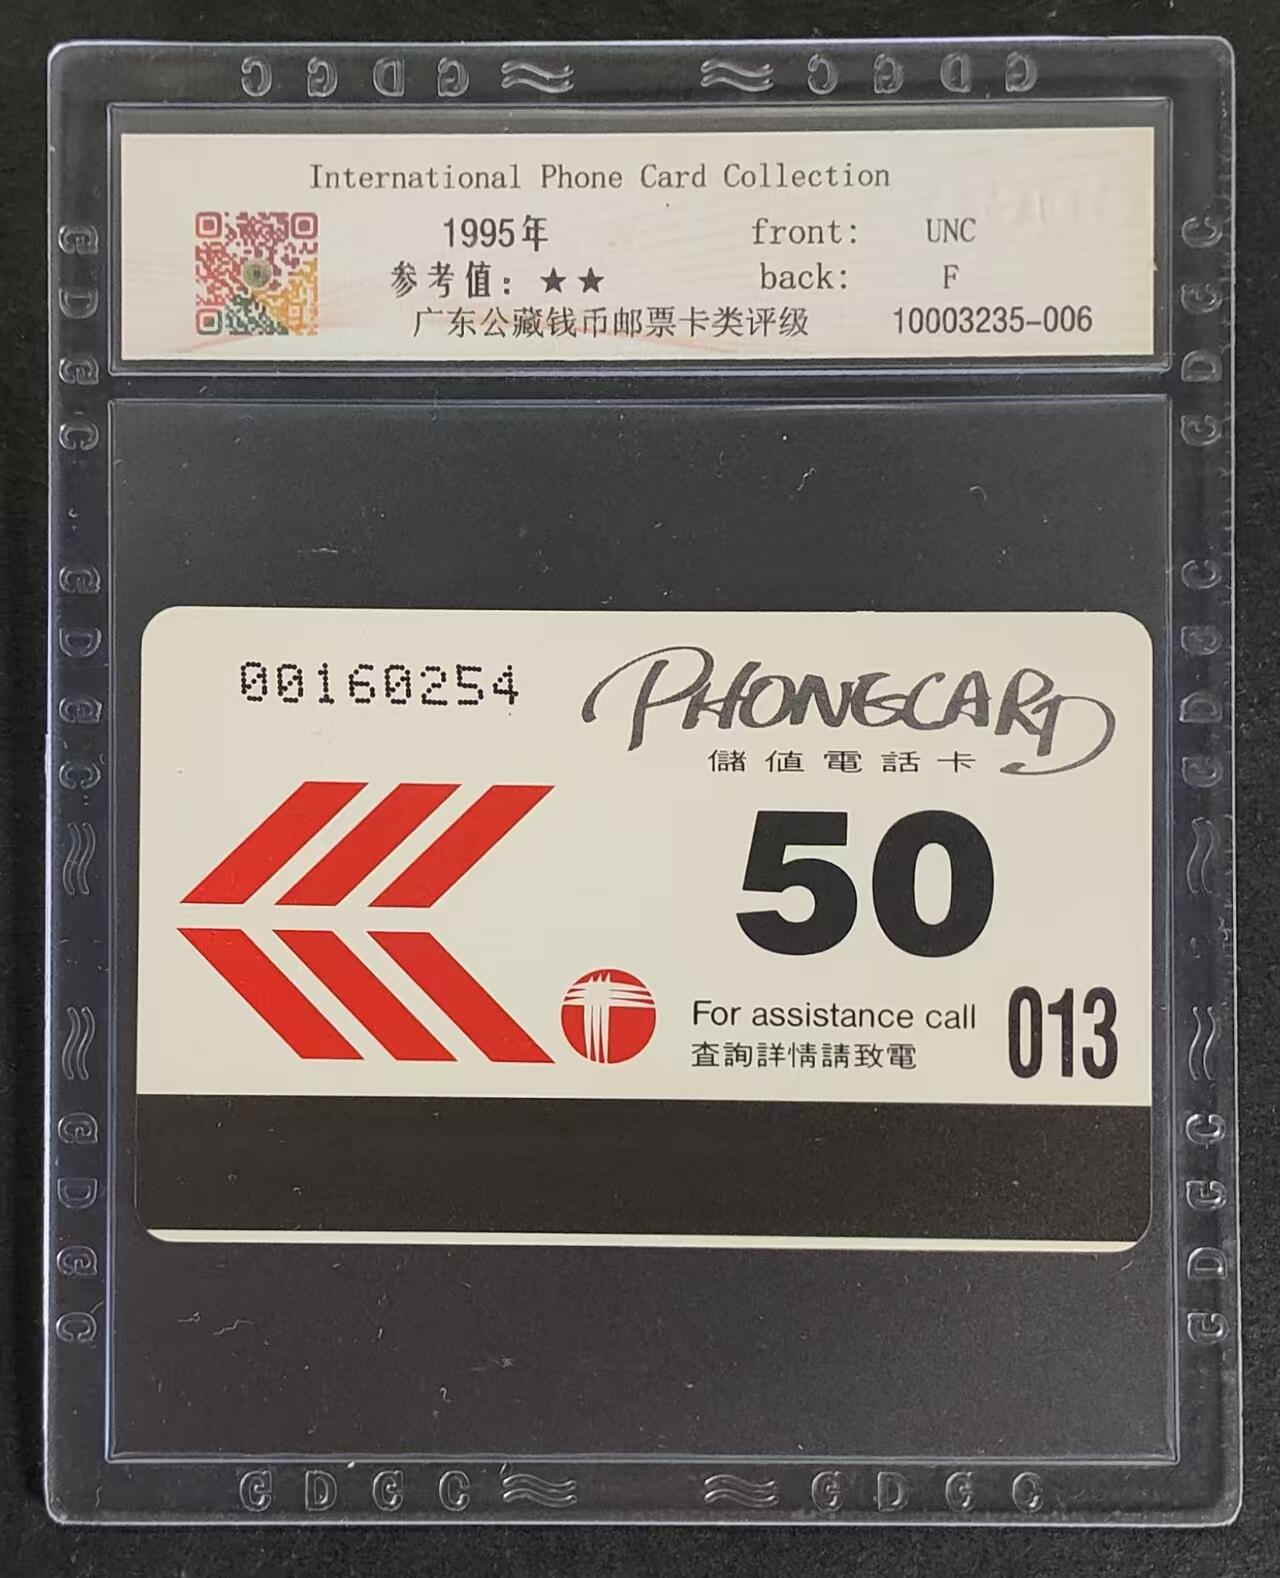 International Phone Card Collection
1995年 front: UNC
参考值: ★★ back: F
广东公藏钱币邮票卡类评级 10003235-006
00160254
PHONECARD
儲值電話卡
50
For assistance call 013
查詢詳情請致電